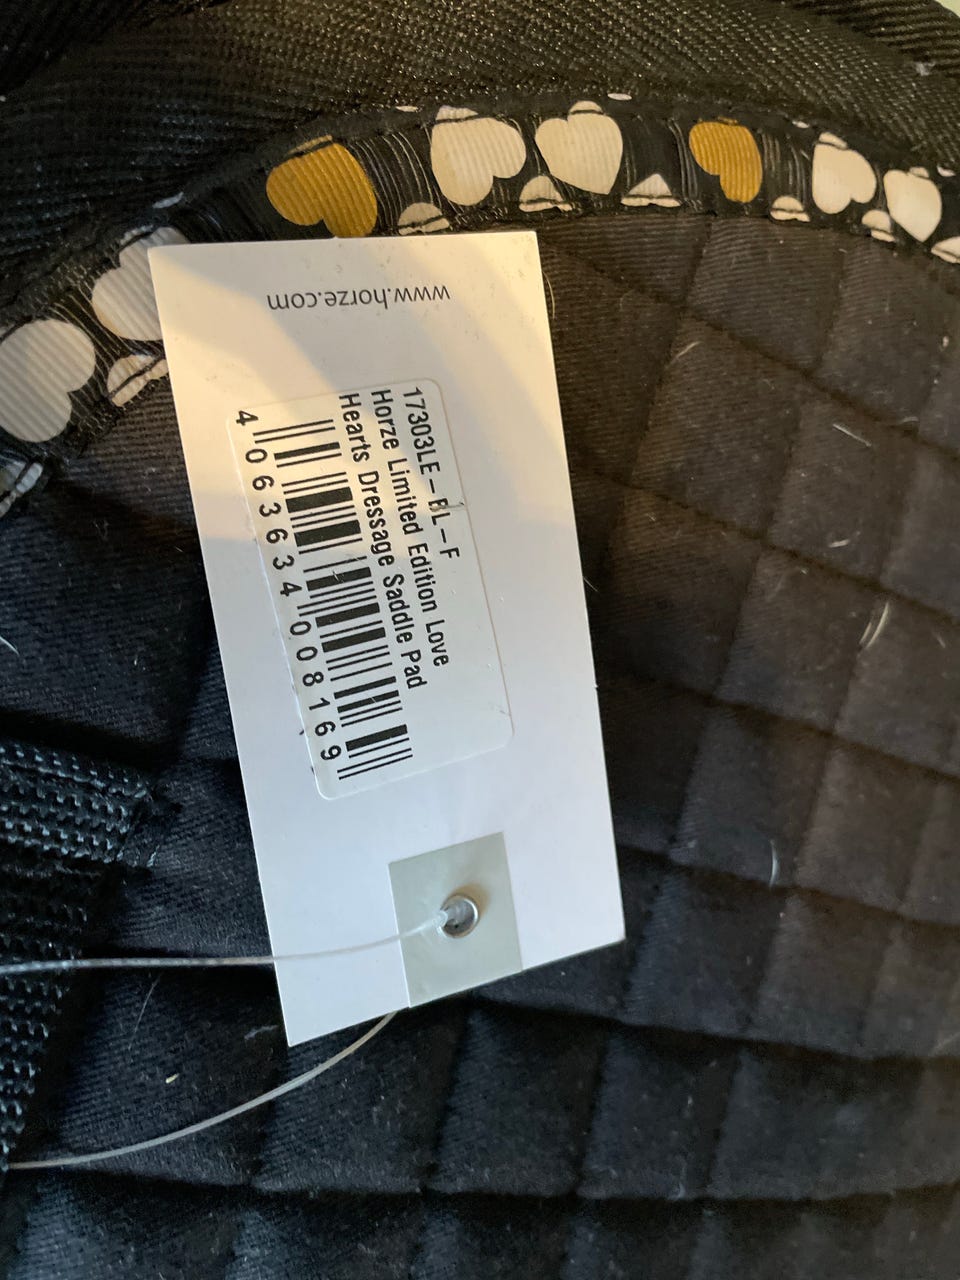 www.horze.com
17303LE-BL-F
Horze Limited Edition Love
Hearts Dressage Saddle Pad
4 063634 008169